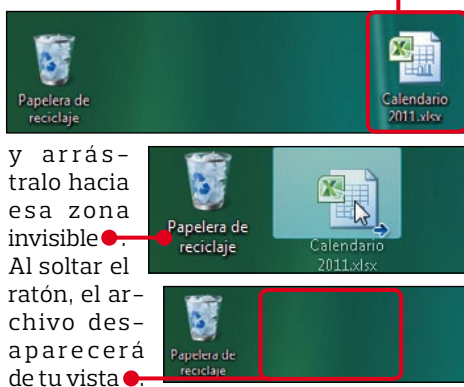 Papelera de
reciclaje
Calendario
2011.xlsx
y arrás-
tralo hacia
esa zona
invisible .
Al soltar el
ratón, el ar-
chivo des-
aparecerá
de tu vista .
Papelera de
reciclaje
Calendario
2011.xlsx
Papelera de
reciclaje